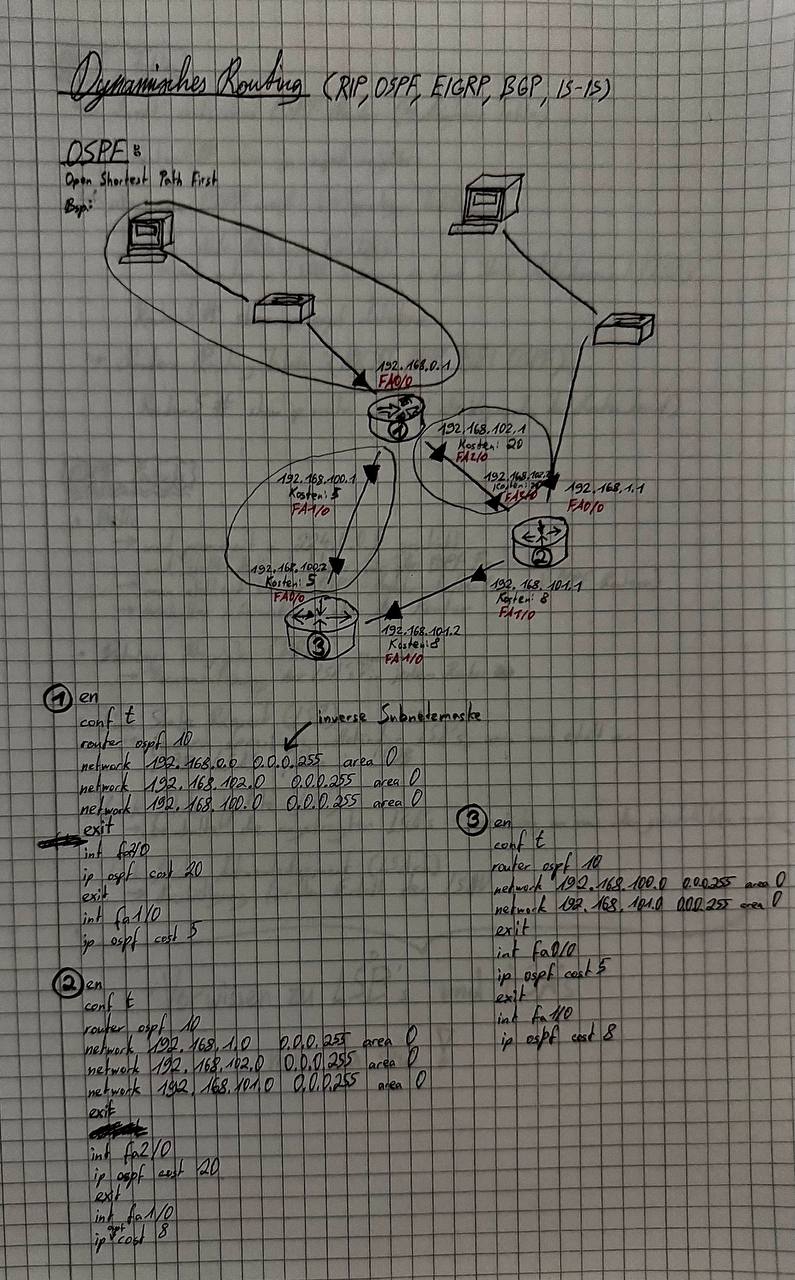 Dynamisches Routing (RIP, OSPF, EIGRP, BGP, IS-IS)
OSPF:
Open Shortest Path First
Bsp:
192.168.0.1
FA0/0
1
192.168.102.1
Kosten: 20
FA2/0
192.168.102.2
Kosten: 20
192.168.1.1
FA0/0
192.168.100.1
Kosten: 5
FA1/0
2
192.168.100.2
Kosten: 5
FA0/0
192.168.101.1
Kosten: 8
FA1/0
3
192.168.101.2
Kosten: 8
FA1/0
1 en
conf t
inverse Subnetzmaske
router ospf 10
network 192.168.0.0 0.0.0.255 area 0
network 192.168.102.0 0.0.0.255 area 0
network 192.168.100.0 0.0.0.255 area 0
exit
int fa2/0
ip ospf cost 20
exit
int fa1/0
ip ospf cost 5
2 en
conf t
router ospf 10
network 192.168.1.0 0.0.0.255 area 0
network 192.168.102.0 0.0.0.255 area 0
network 192.168.101.0 0.0.0.255 area 0
exit
int fa2/0
ip ospf cost 20
exit
int fa1/0
ip ospf cost 8
3 en
conf t
router ospf 10
network 192.168.100.0 0.0.0.255 area 0
network 192.168.101.0 0.0.0.255 area 0
exit
int fa0/0
ip ospf cost 5
exit
int fa1/0
ip ospf cost 8